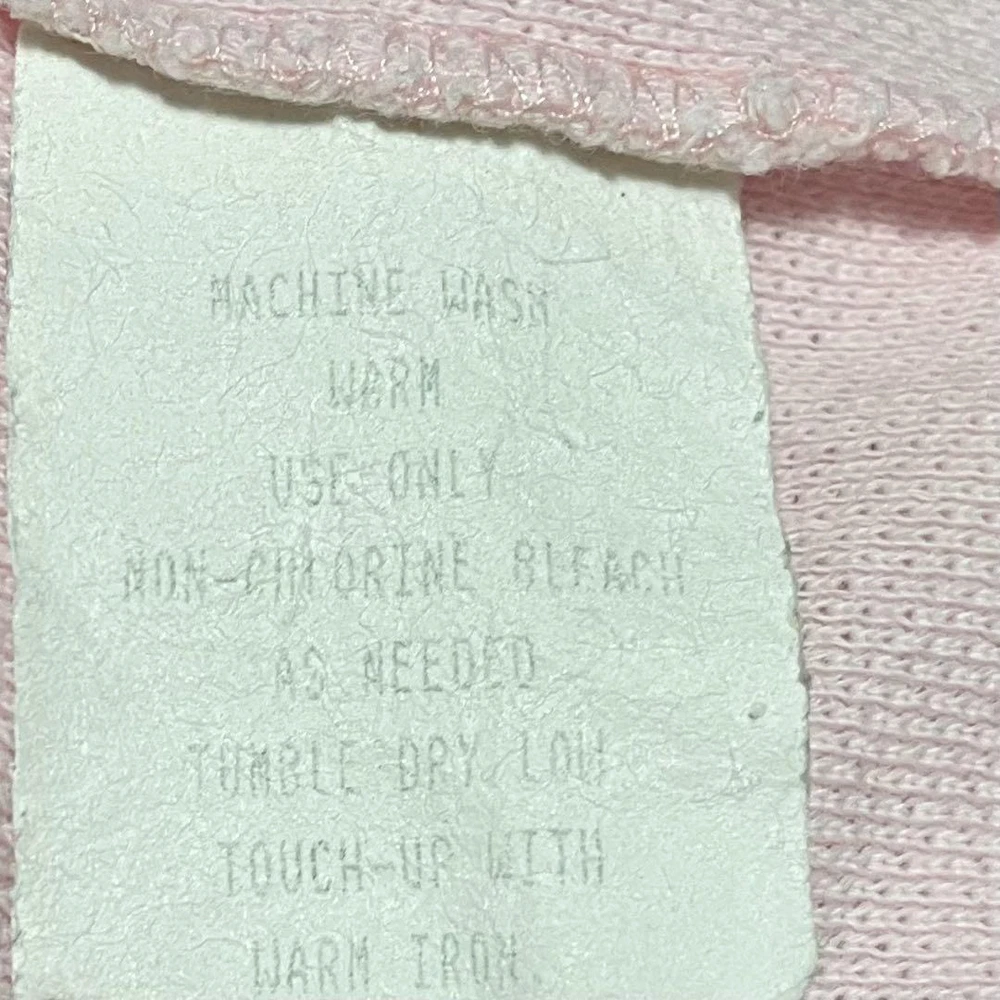 MACHINE WASH
WARM
USE ONLY
NON-CHLORINE BLEACH
AS NEEDED
TUMBLE DRY LOW
TOUCH-UP WITH
WARM IRON.